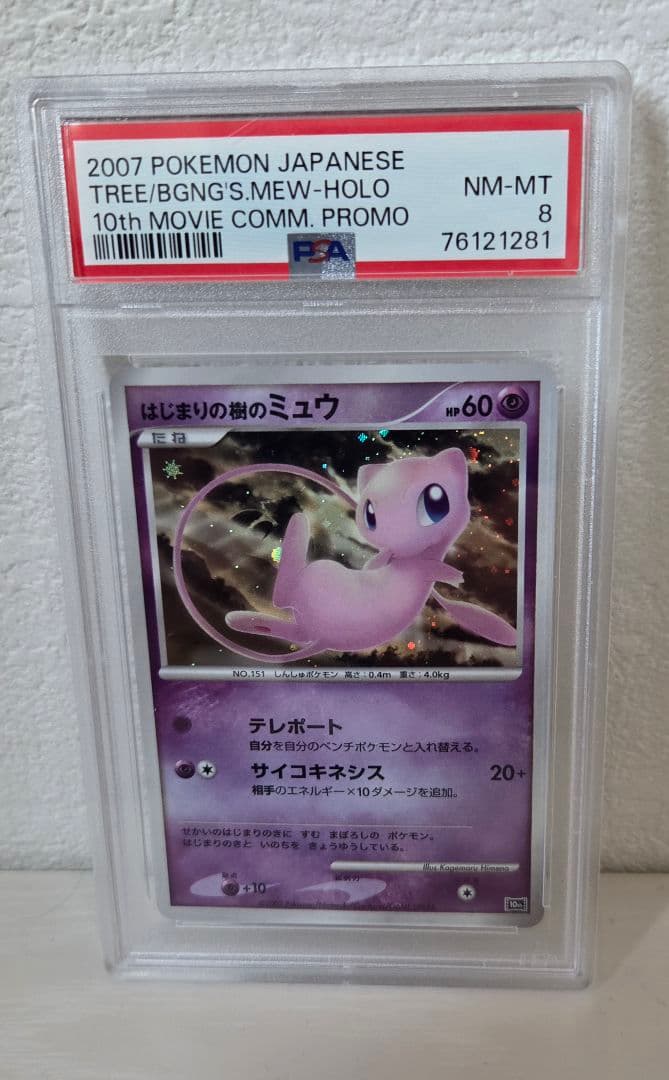 2007 POKEMON JAPANESE
TREE/BGNG'S.MEW-HOLO NM-MT
10th MOVIE COMM. PROMO 8
PSA 76121281
はじまりの樹のミュウ HP60
たね
NO.151 しんしゅポケモン 高さ:0.4m 重さ:4.0kg
テレポート
自分を自分のベンチポケモンと入れ替える。
サイコキネシス 20+
相手のエネルギー×10ダメージを追加。
せかいのはじまりのきに すむ まぼろしの ポケモン。
はじまりきと いのちを きょうゆうしている。
Illus. Kagemaru Himeno
弱点
+10
10th